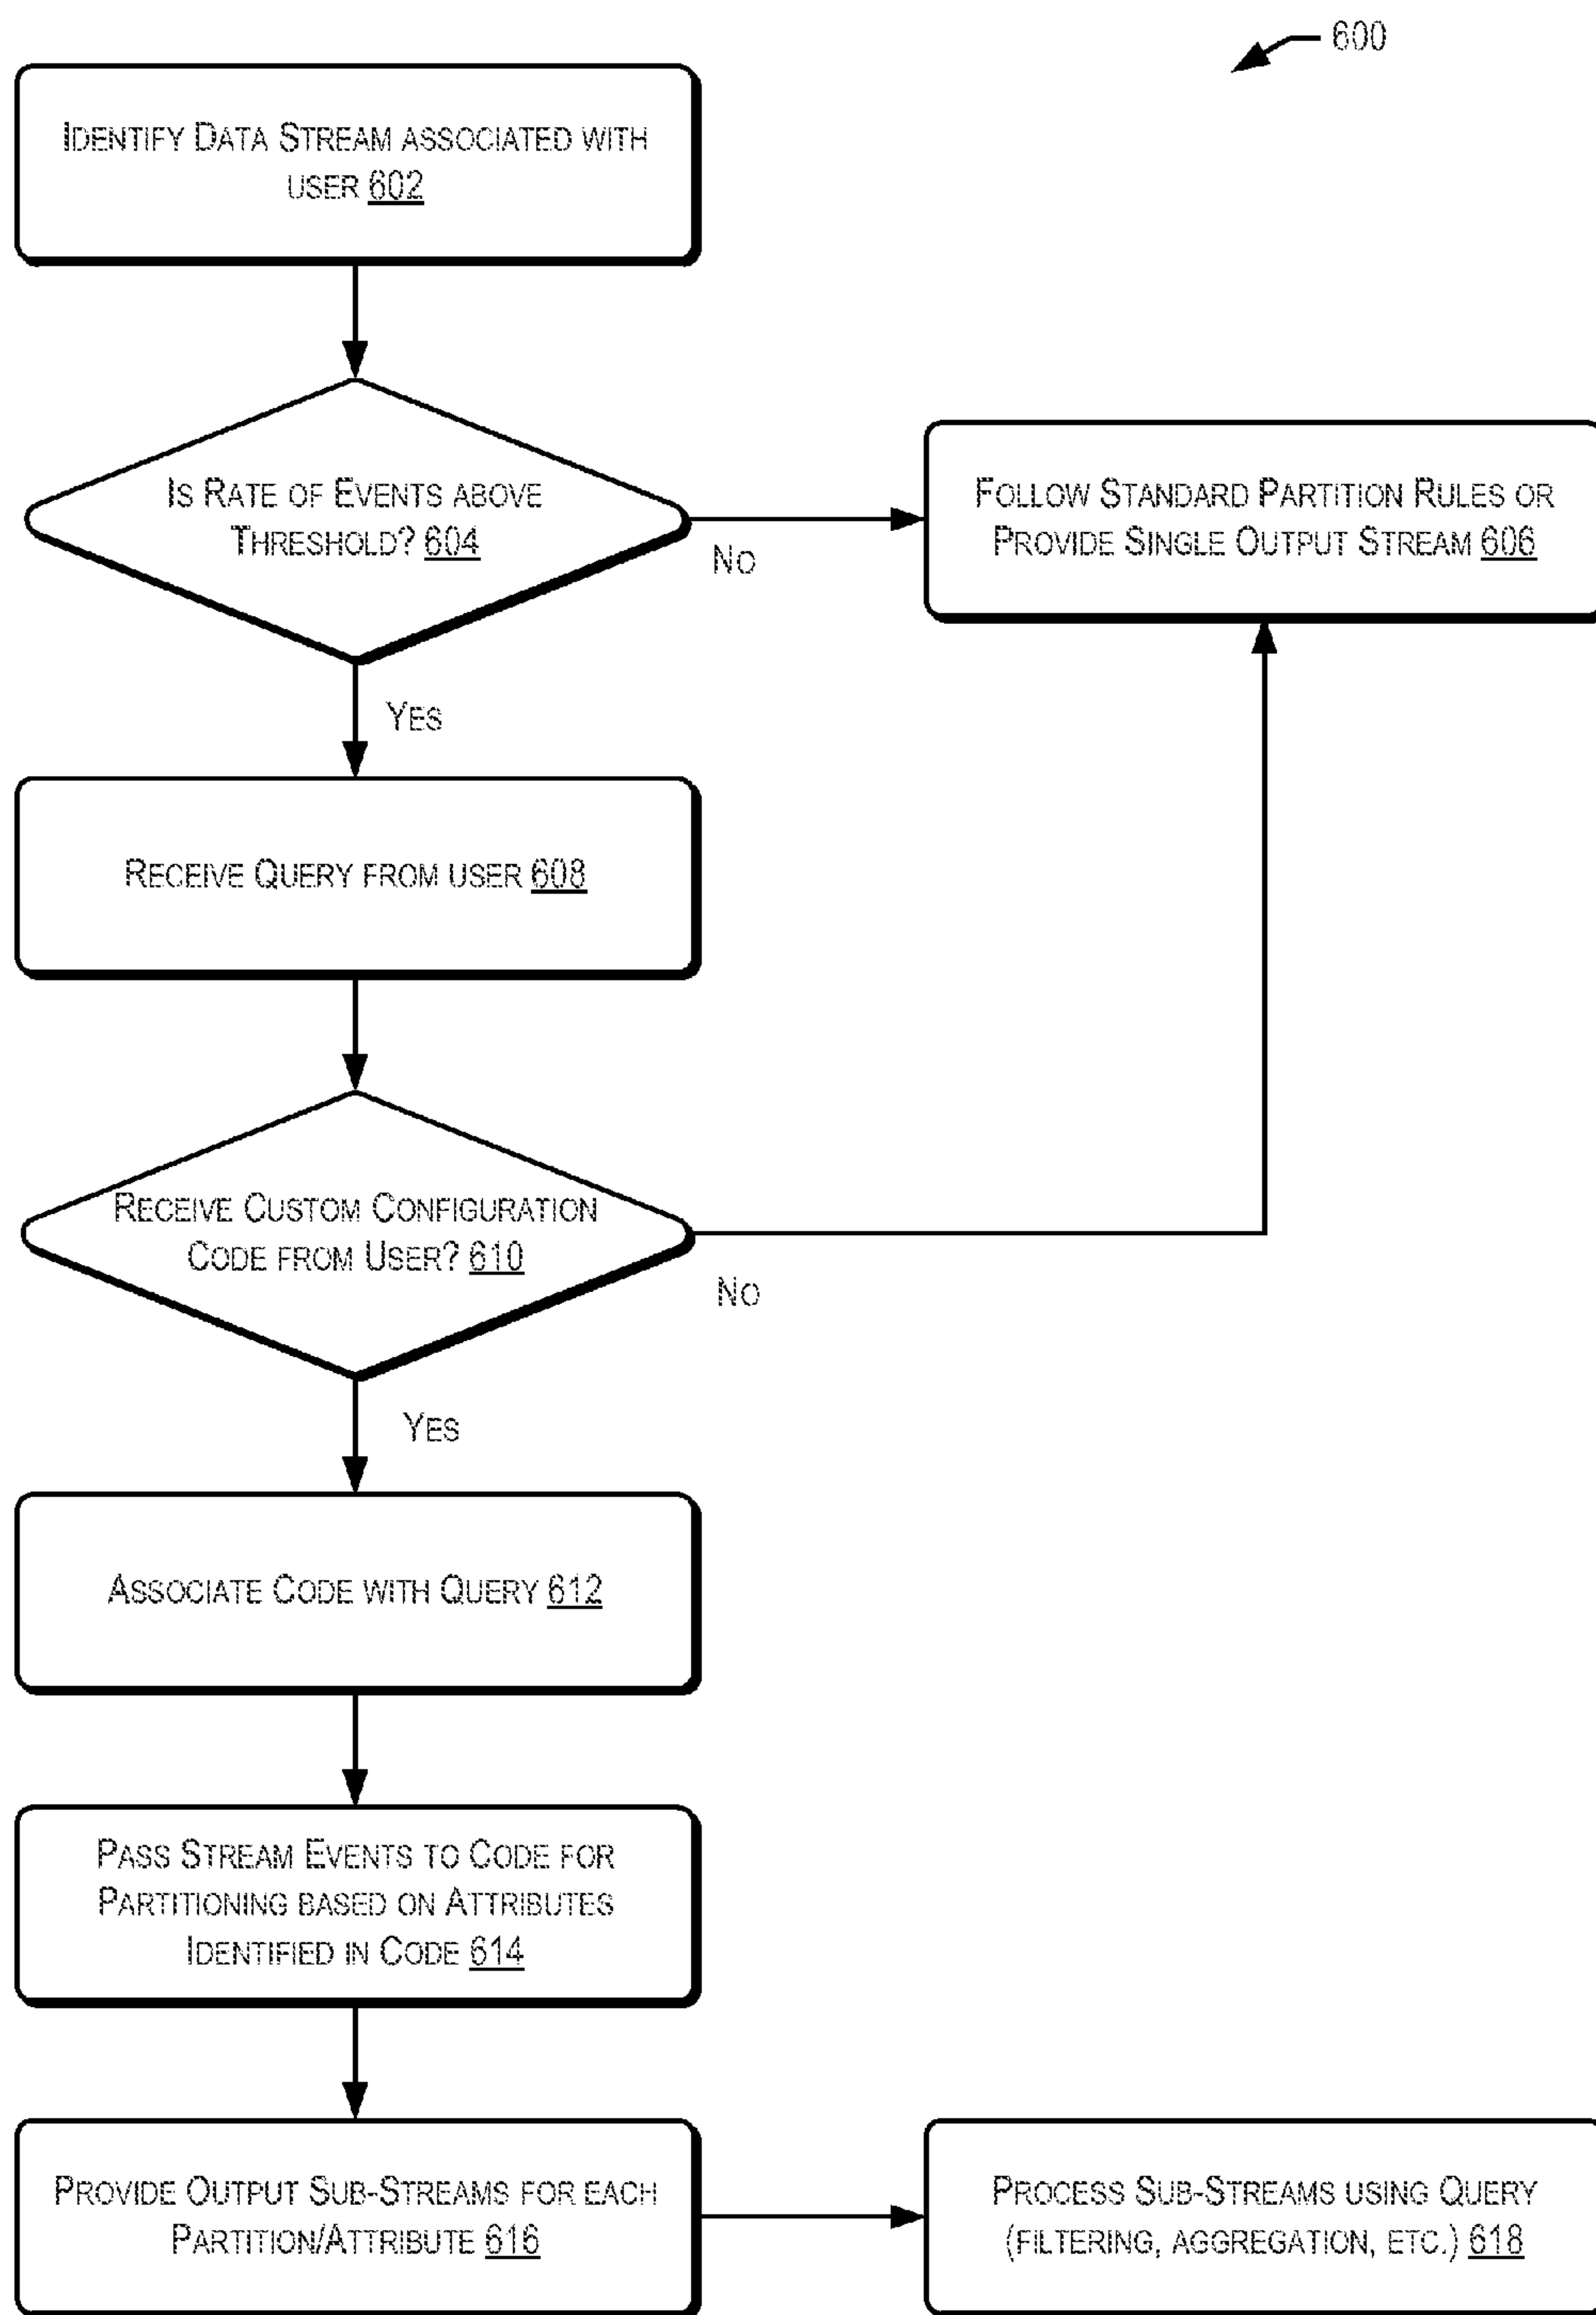 600
Identify Data Stream associated with
user 602
Is Rate of Events above
Threshold? 604
No
Follow Standard Partition Rules or
Provide Single Output Stream 606
Yes
Receive Query from user 608
Receive Custom Configuration
Code from User? 610
No
Yes
Associate Code with Query 612
Pass Stream Events to Code for
Partitioning based on Attributes
Identified in Code 614
Provide Output Sub-Streams for each
Partition/Attribute 616
Process Sub-Streams using Query
(filtering, aggregation, etc.) 618